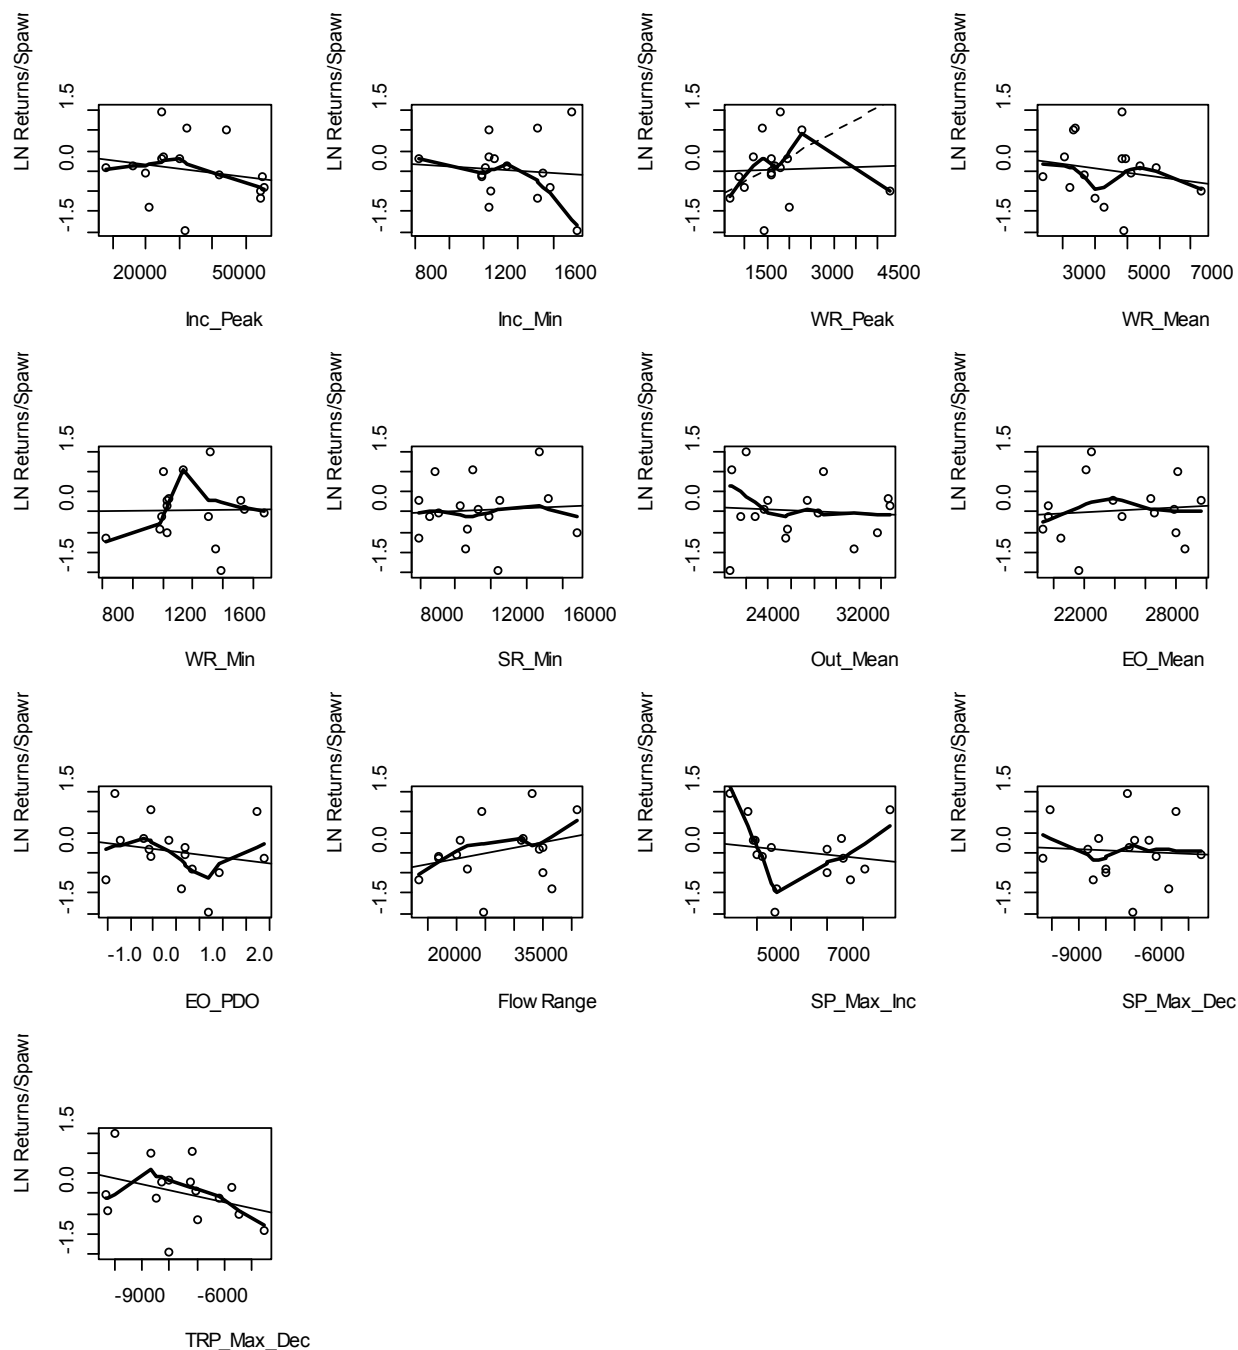 LN Returns/Spawr LN Returns/Spawr LN Returns/Spawr LN Returns/Spawr
1.5 1.5 1.5 1.5
0.0 0.0 0.0 0.0
-1.5 -1.5 -1.5 -1.5
20000 50000 800 1200 1600 1500 3000 4500 3000 5000 7000
Inc_Peak Inc_Min WR_Peak WR_Mean
LN Returns/Spawr LN Returns/Spawr LN Returns/Spawr LN Returns/Spawr
1.5 1.5 1.5 1.5
0.0 0.0 0.0 0.0
-1.5 -1.5 -1.5 -1.5
800 1200 1600 8000 12000 16000 24000 32000 22000 28000
WR_Min SR_Min Out_Mean EO_Mean
LN Returns/Spawr LN Returns/Spawr LN Returns/Spawr LN Returns/Spawr
1.5 1.5 1.5 1.5
0.0 0.0 0.0 0.0
-1.5 -1.5 -1.5 -1.5
-1.0 0.0 1.0 2.0 20000 35000 5000 7000 -9000 -6000
EO_PDO Flow Range SP_Max_Inc SP_Max_Dec
LN Returns/Spawr
1.5
0.0
-1.5
-9000 -6000
TRP_Max_Dec